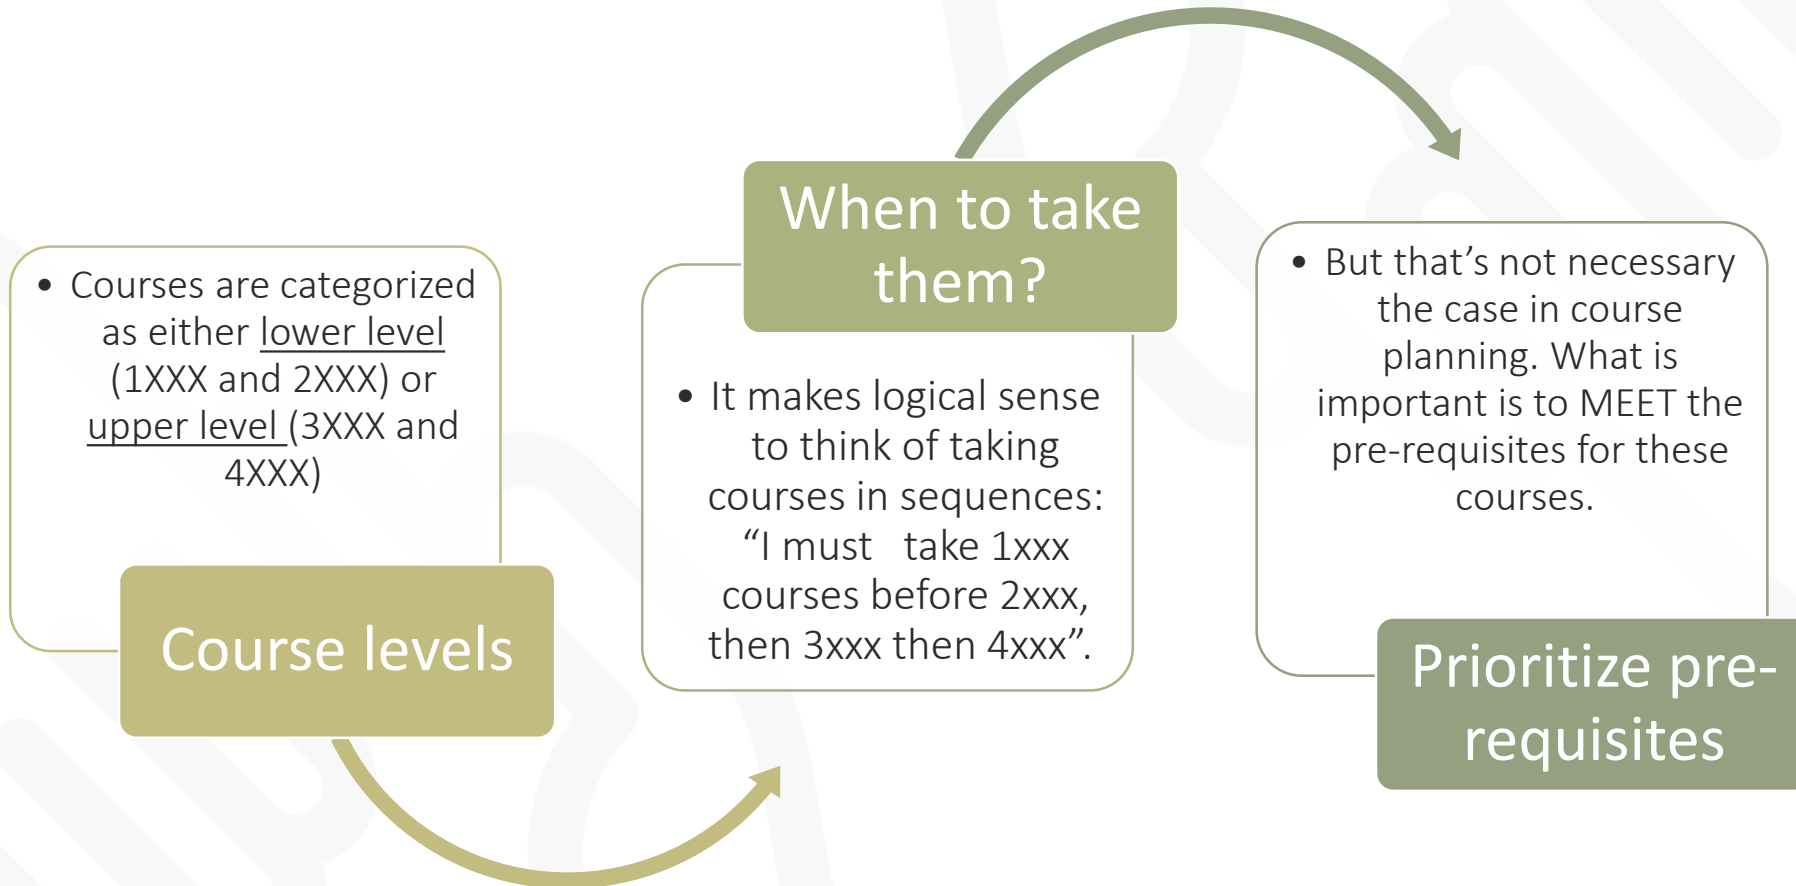 • Courses are categorized
as either lower level
(1XXX and 2XXX) or
upper level (3XXX and
4XXX)
Course levels
When to take
them?
• It makes logical sense
to think of taking
courses in sequences:
“I must   take 1xxx
courses before 2xxx,
then 3xxx then 4xxx”.
• But that’s not necessary
the case in course
planning. What is
important is to MEET the
pre-requisites for these
courses.
Prioritize pre-
requisites